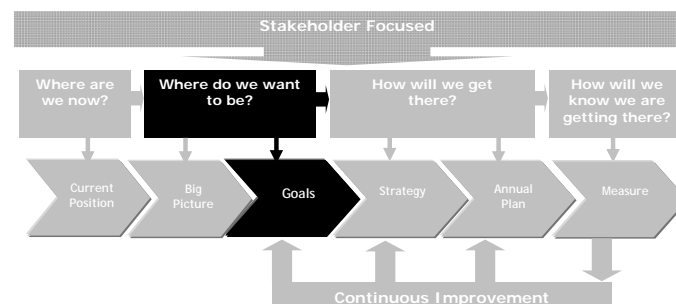 Stakeholder Focused
Where are
we now?
Where do we want
to be?
How will we get
there?
How will we
know we are
getting there?
Current
Position
Big
Picture
Goals
Strategy
Annual
Plan
Measure
Continuous Improvement